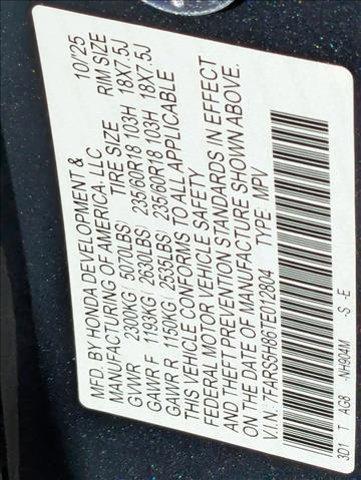 MFD. BY HONDA DEVELOPMENT & 10/25
MANUFACTURING OF AMERICA, LLC
TIRE SIZE RIM SIZE
GVWR 2300KG ( 5070LBS) 235/60R18 103H 18X7.5J
GAWR F 1193KG ( 2630LBS) 235/60R18 103H 18X7.5J
GAWR R 1150KG ( 2535LBS)
THIS VEHICLE CONFORMS TO ALL APPLICABLE
FEDERAL MOTOR VEHICLE SAFETY
AND THEFT PREVENTION STANDARDS IN EFFECT
ON THE DATE OF MANUFACTURE SHOWN ABOVE.
V.I.N.: 7FARS5H86TE012804 TYPE: MPV
3D1 T AG8 -NH904M -S -E